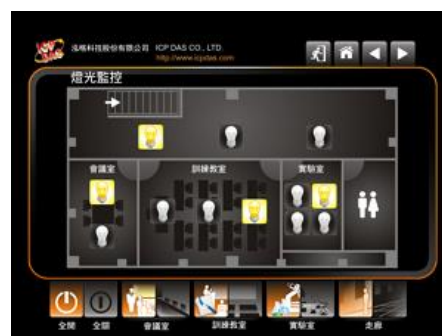 ICP DAS
泓格科技股份有限公司 ICP DAS CO., LTD.
http://www.icpdas.com
燈光監控
會議室 訓練教室 實驗室
全開 全關 會議室 訓練教室 實驗室 走廊